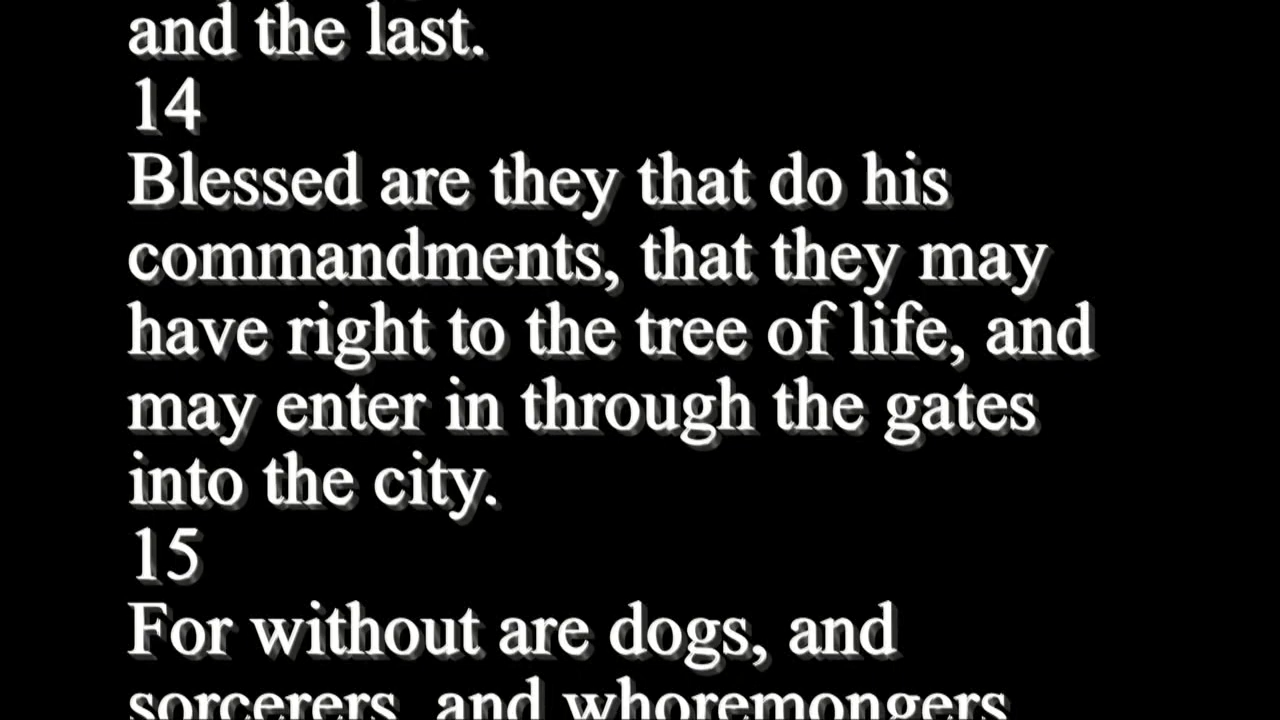 and the last.
14
Blessed are they that do his
commandments, that they may
have right to the tree of life, and
may enter in through the gates
into the city.
15
For without are dogs, and
sorcerers, and whoremongers,